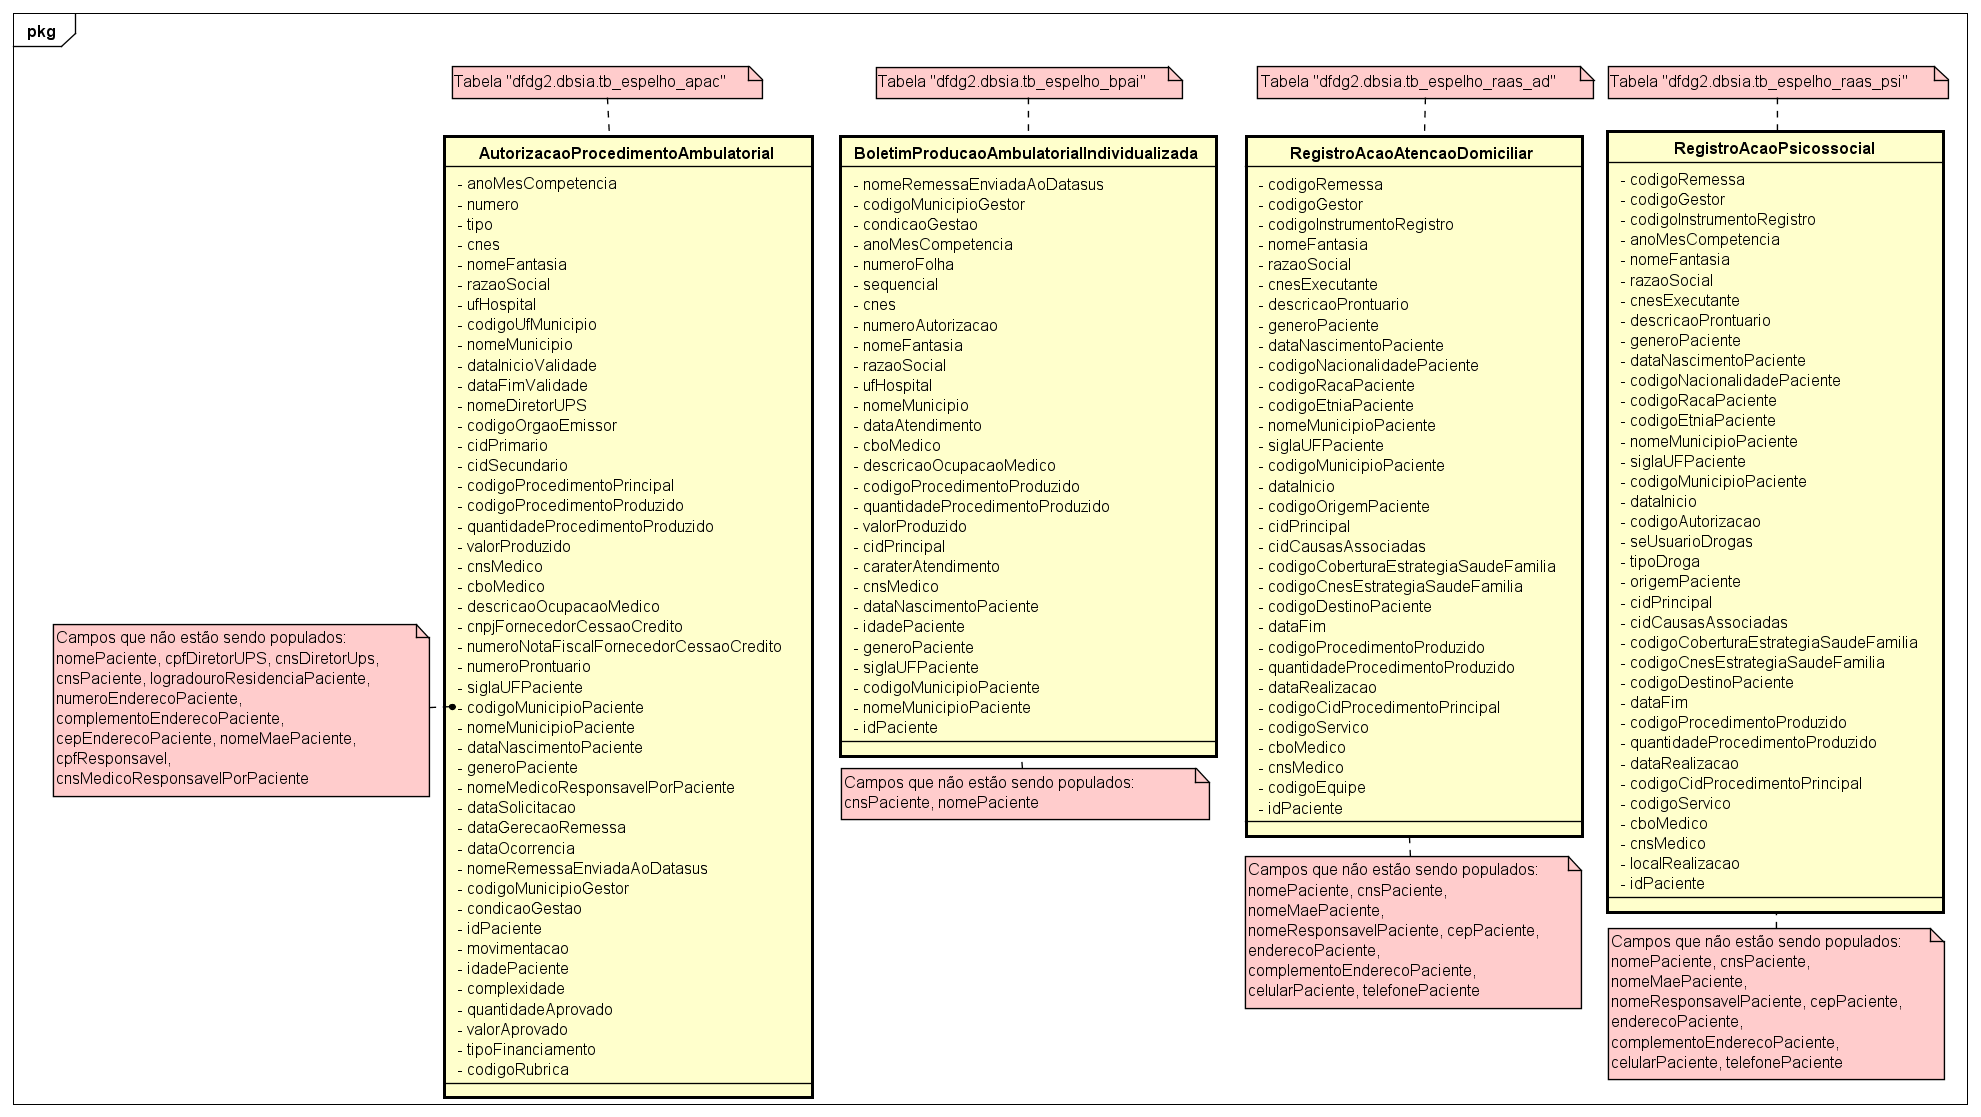 pkg
Tabela "dfdg2.dbsia.tb_espelho_apac"
AutorizacaoProcedimentoAmbulatorial
- anoMesCompetencia
- numero
- tipo
- cnes
- nomeFantasia
- razaoSocial
- ufHospital
- codigoUfMunicipio
- nomeMunicipio
- dataInicioValidade
- dataFimValidade
- nomeDiretorUPS
- codigoOrgaoEmissor
- cidPrimario
- cidSecundario
- codigoProcedimentoPrincipal
- codigoProcedimentoProduzido
- quantidadeProcedimentoProduzido
- valorProduzido
- cnsMedico
- cboMedico
- descricaoOcupacaoMedico
- cnpjFornecedorCessaoCredito
- numeroNotaFiscalFornecedorCessaoCredito
- numeroProntuario
- siglaUFPaciente
- codigoMunicipioPaciente
- nomeMunicipioPaciente
- dataNascimentoPaciente
- generoPaciente
- nomeMedicoResponsavelPorPaciente
- dataSolicitacao
- dataGerecaoRemessa
- dataOcorrencia
- nomeRemessaEnviadaAoDatasus
- codigoMunicipioGestor
- condicaoGestao
- idPaciente
- movimentacao
- idadePaciente
- complexidade
- quantidadeAprovado
- valorAprovado
- tipoFinanciamento
- codigoRubrica
Campos que não estão sendo populados:
nomePaciente, cpfDiretorUPS, cnsDiretorUps,
cnsPaciente, logradouroResidenciaPaciente,
numeroEnderecoPaciente,
complementoEnderecoPaciente,
cepEnderecoPaciente, nomeMaePaciente,
cpfResponsavel,
cnsMedicoResponsavelPorPaciente
Tabela "dfdg2.dbsia.tb_espelho_bpai"
BoletimProducaoAmbulatorialIndividualizada
- nomeRemessaEnviadaAoDatasus
- codigoMunicipioGestor
- condicaoGestao
- anoMesCompetencia
- numeroFolha
- sequencial
- cnes
- numeroAutorizacao
- nomeFantasia
- razaoSocial
- ufHospital
- nomeMunicipio
- dataAtendimento
- cboMedico
- descricaoOcupacaoMedico
- codigoProcedimentoProduzido
- quantidadeProcedimentoProduzido
- valorProduzido
- cidPrincipal
- caraterAtendimento
- cnsMedico
- dataNascimentoPaciente
- idadePaciente
- generoPaciente
- siglaUFPaciente
- codigoMunicipioPaciente
- nomeMunicipioPaciente
- idPaciente
Campos que não estão sendo populados:
cnsPaciente, nomePaciente
Tabela "dfdg2.dbsia.tb_espelho_raas_ad"
RegistroAcaoAtencaoDomiciliar
- codigoRemessa
- codigoGestor
- codigoInstrumentoRegistro
- nomeFantasia
- razaoSocial
- cnesExecutante
- descricaoProntuario
- generoPaciente
- dataNascimentoPaciente
- codigoNacionalidadePaciente
- codigoRacaPaciente
- codigoEtniaPaciente
- nomeMunicipioPaciente
- siglaUFPaciente
- codigoMunicipioPaciente
- dataInicio
- codigoOrigemPaciente
- cidPrincipal
- cidCausasAssociadas
- codigoCoberturaEstrategiaSaudeFamilia
- codigoCnesEstrategiaSaudeFamilia
- codigoDestinoPaciente
- dataFim
- codigoProcedimentoProduzido
- quantidadeProcedimentoProduzido
- dataRealizacao
- codigoCidProcedimentoPrincipal
- codigoServico
- cboMedico
- cnsMedico
- codigoEquipe
- idPaciente
Campos que não estão sendo populados:
nomePaciente, cnsPaciente,
nomeMaePaciente,
nomeResponsavelPaciente, cepPaciente,
enderecoPaciente,
complementoEnderecoPaciente,
celularPaciente, telefonePaciente
Tabela "dfdg2.dbsia.tb_espelho_raas_psi"
RegistroAcaoPsicossocial
- codigoRemessa
- codigoGestor
- codigoInstrumentoRegistro
- anoMesCompetencia
- nomeFantasia
- razaoSocial
- cnesExecutante
- descricaoProntuario
- generoPaciente
- dataNascimentoPaciente
- codigoNacionalidadePaciente
- codigoRacaPaciente
- codigoEtniaPaciente
- nomeMunicipioPaciente
- siglaUFPaciente
- codigoMunicipioPaciente
- dataInicio
- codigoAutorizacao
- seUsuarioDrogas
- tipoDroga
- origemPaciente
- cidPrincipal
- cidCausasAssociadas
- codigoCoberturaEstrategiaSaudeFamilia
- codigoCnesEstrategiaSaudeFamilia
- codigoDestinoPaciente
- dataFim
- codigoProcedimentoProduzido
- quantidadeProcedimentoProduzido
- dataRealizacao
- codigoCidProcedimentoPrincipal
- codigoServico
- cboMedico
- cnsMedico
- localRealizacao
- idPaciente
Campos que não estão sendo populados:
nomePaciente, cnsPaciente,
nomeMaePaciente,
nomeResponsavelPaciente, cepPaciente,
enderecoPaciente,
complementoEnderecoPaciente,
celularPaciente, telefonePaciente